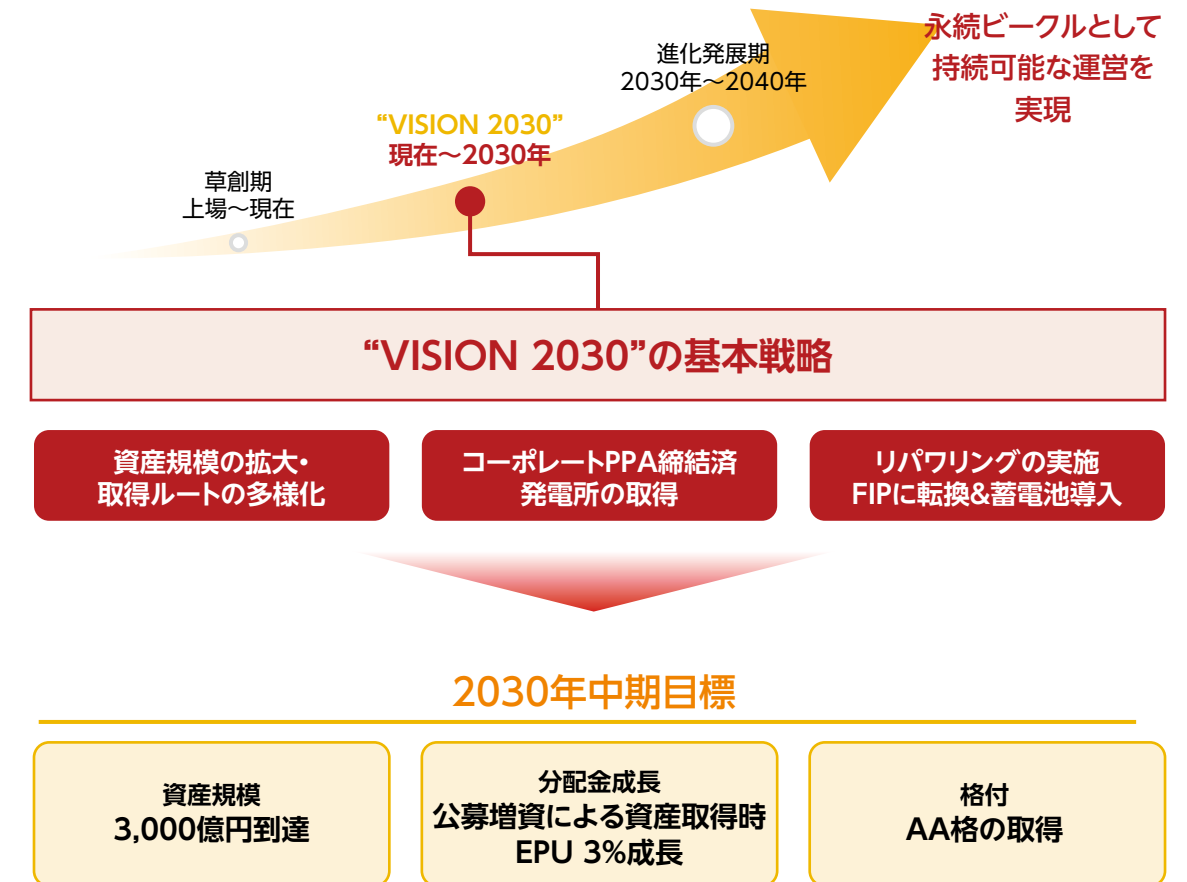 永続ビークルとして
持続可能な運営を
実現
進化発展期
2030年~2040年
“VISION 2030”
現在~2030年
草創期
上場~現在
“VISION 2030”の基本戦略
資産規模の拡大・
取得ルートの多様化
コーポレートPPA締結済
発電所の取得
リパワリングの実施
FIPに転換&蓄電池導入
2030年中期目標
資産規模
3,000億円到達
分配金成長
公募増資による資産取得時
EPU 3%成長
格付
AA格の取得